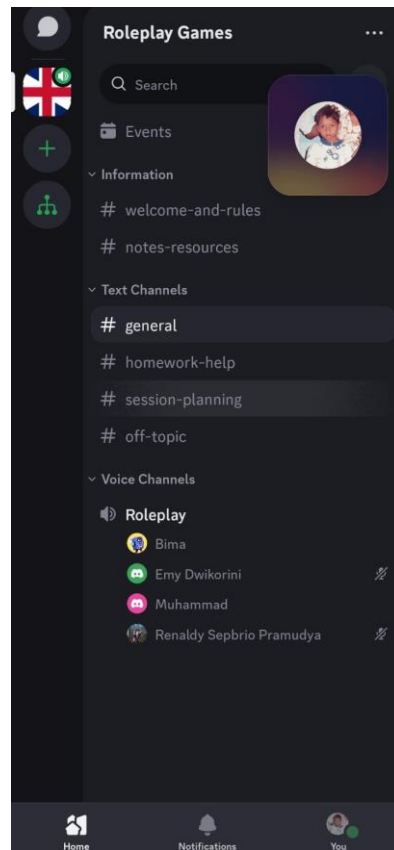 Roleplay Games
Search
Events
Information
# welcome-and-rules
# notes-resources
Text Channels
# general
# homework-help
# session-planning
# off-topic
Voice Channels
Roleplay
Bima
Emy Dwikorini
Muhammad
Renaldy Sepbrio Pramudya
Home
Notifications
You